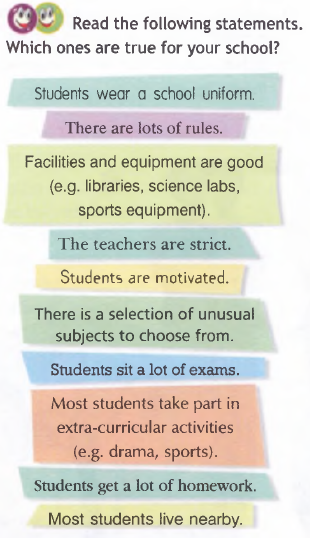 Read the following statements.
Which ones are true for your school?
Students wear a school uniform.
There are lots of rules.
Facilities and equipment are good
(e.g. libraries, science labs,
sports equipment).
The teachers are strict.
Students are motivated.
There is a selection of unusual
subjects to choose from.
Students sit a lot of exams.
Most students take part in
extra-curricular activities
(e.g. drama, sports).
Students get a lot of homework.
Most students live nearby.